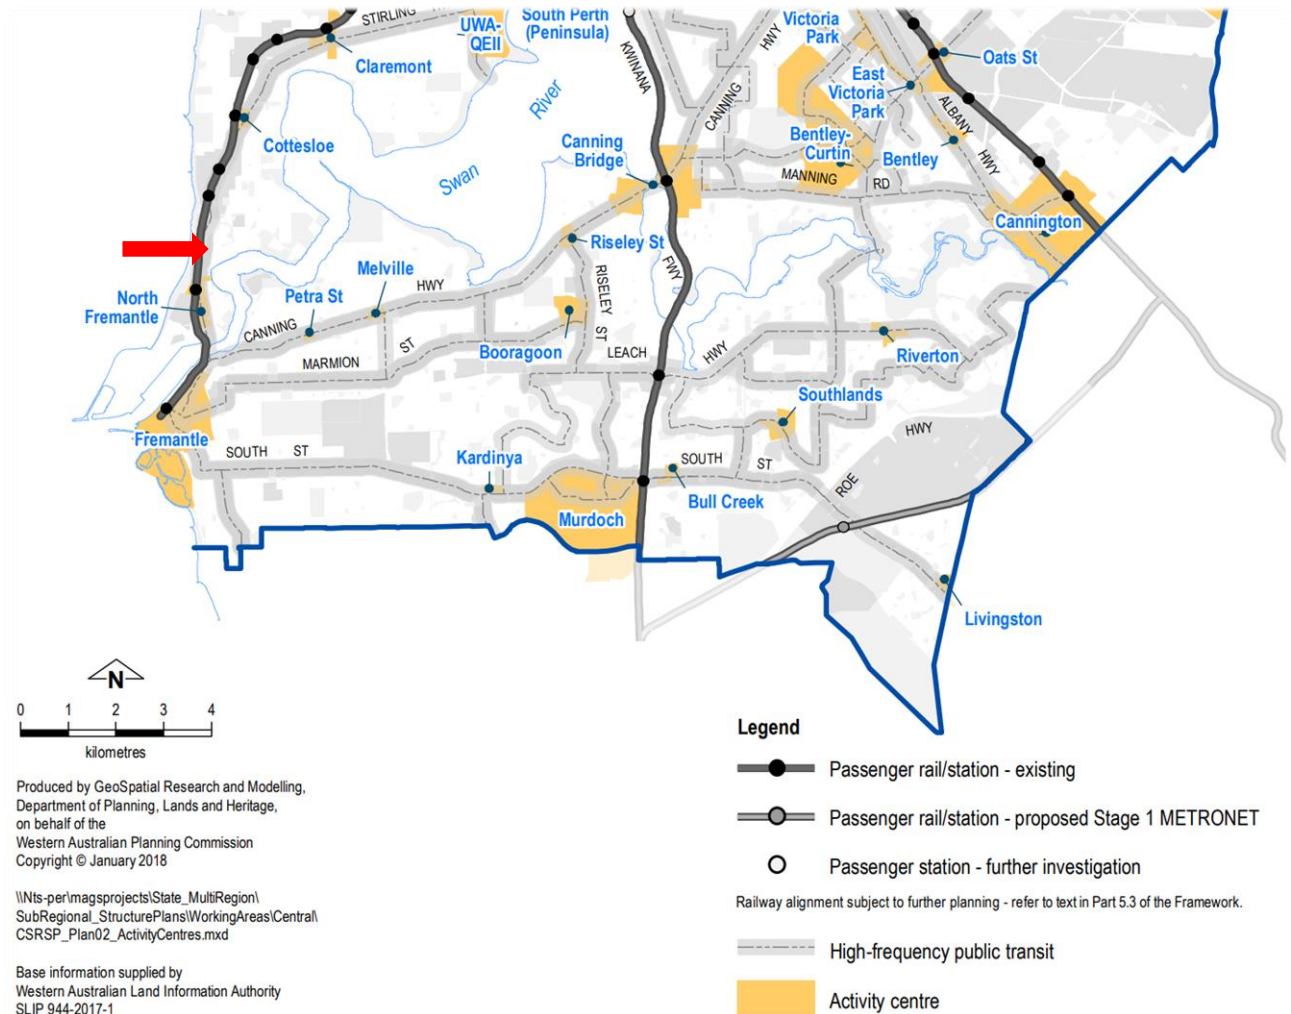 STIRLING
UWA-
QEII
South Perth
(Peninsula)
KWINANA
HWY
Victoria
Park
Oats St
Claremont
East
Victoria
Park
River
CANNING
ALBANY
Cottesloe
Canning
Bridge
Bentley-
Curtin
Bentley
HWY
Swan
MANNING
RD
Cannington
Riseley St
Melville
HWY
FWY
RISELEY
ST
North
Fremantle
Petra St
CANNING
Booragoon
LEACH
HWY
Riverton
MARMION
ST
Southlands
Fremantle
SOUTH
ST
Kardinya
SOUTH
ST
HWY
ROE
Bull Creek
Murdoch
Livingston
N
0 1 2 3 4
kilometres
Produced by GeoSpatial Research and Modelling,
Department of Planning, Lands and Heritage,
on behalf of the
Western Australian Planning Commission
Copyright © January 2018
\\Nts-per\magsprojects\State_MultiRegion\
SubRegional_StructurePlans\WorkingAreas\Central\
CSRSP_Plan02_ActivityCentres.mxd
Base information supplied by
Western Australian Land Information Authority
SLIP 944-2017-1
Legend
Passenger rail/station - existing
Passenger rail/station - proposed Stage 1 METRONET
Passenger station - further investigation
Railway alignment subject to further planning - refer to text in Part 5.3 of the Framework.
High-frequency public transit
Activity centre